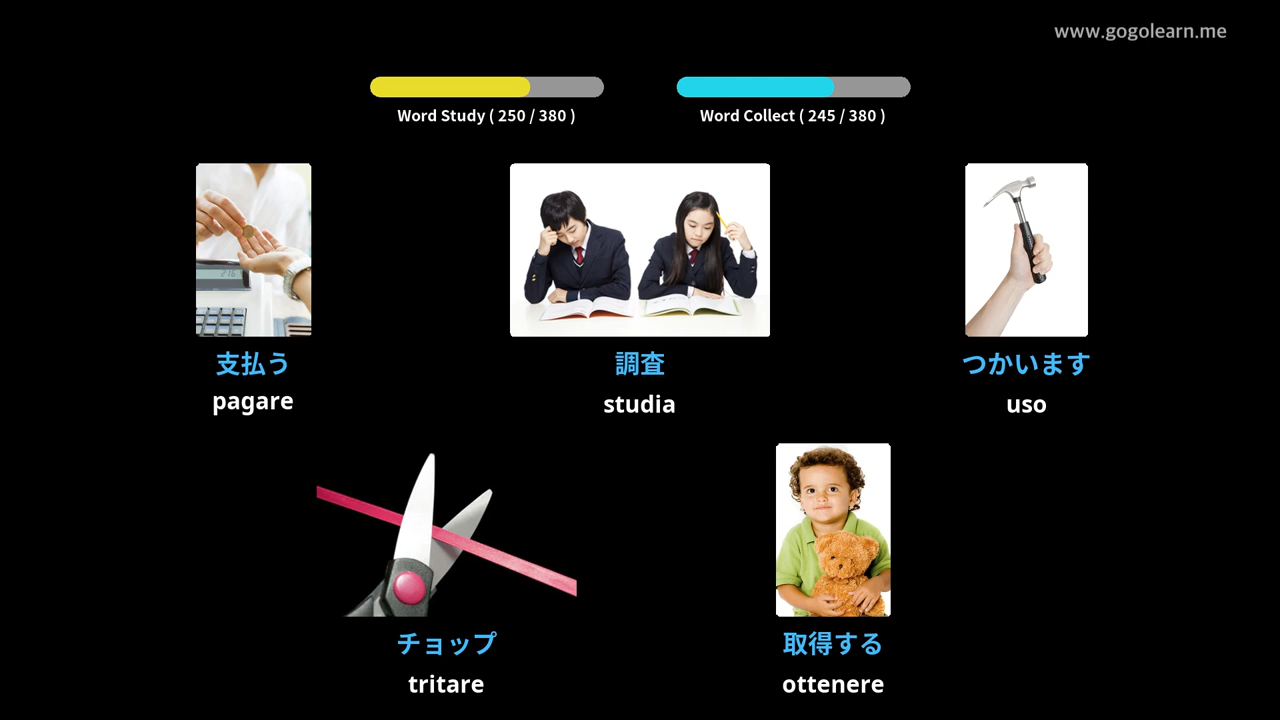 www.gogolearn.me
Word Study ( 250 / 380 )
Word Collect ( 245 / 380 )
支払う
pagare
調査
studia
つかいます
uso
チョップ
tritare
取得する
ottenere